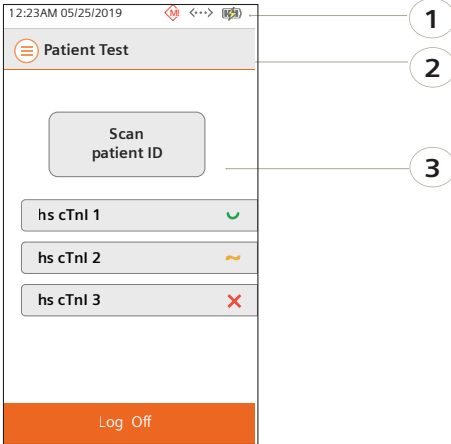 12:23AM 05/25/2019 M! <···>
1
Patient Test
2
Scan
patient ID
3
hs cTnI 1
hs cTnI 2
hs cTnI 3
Log Off